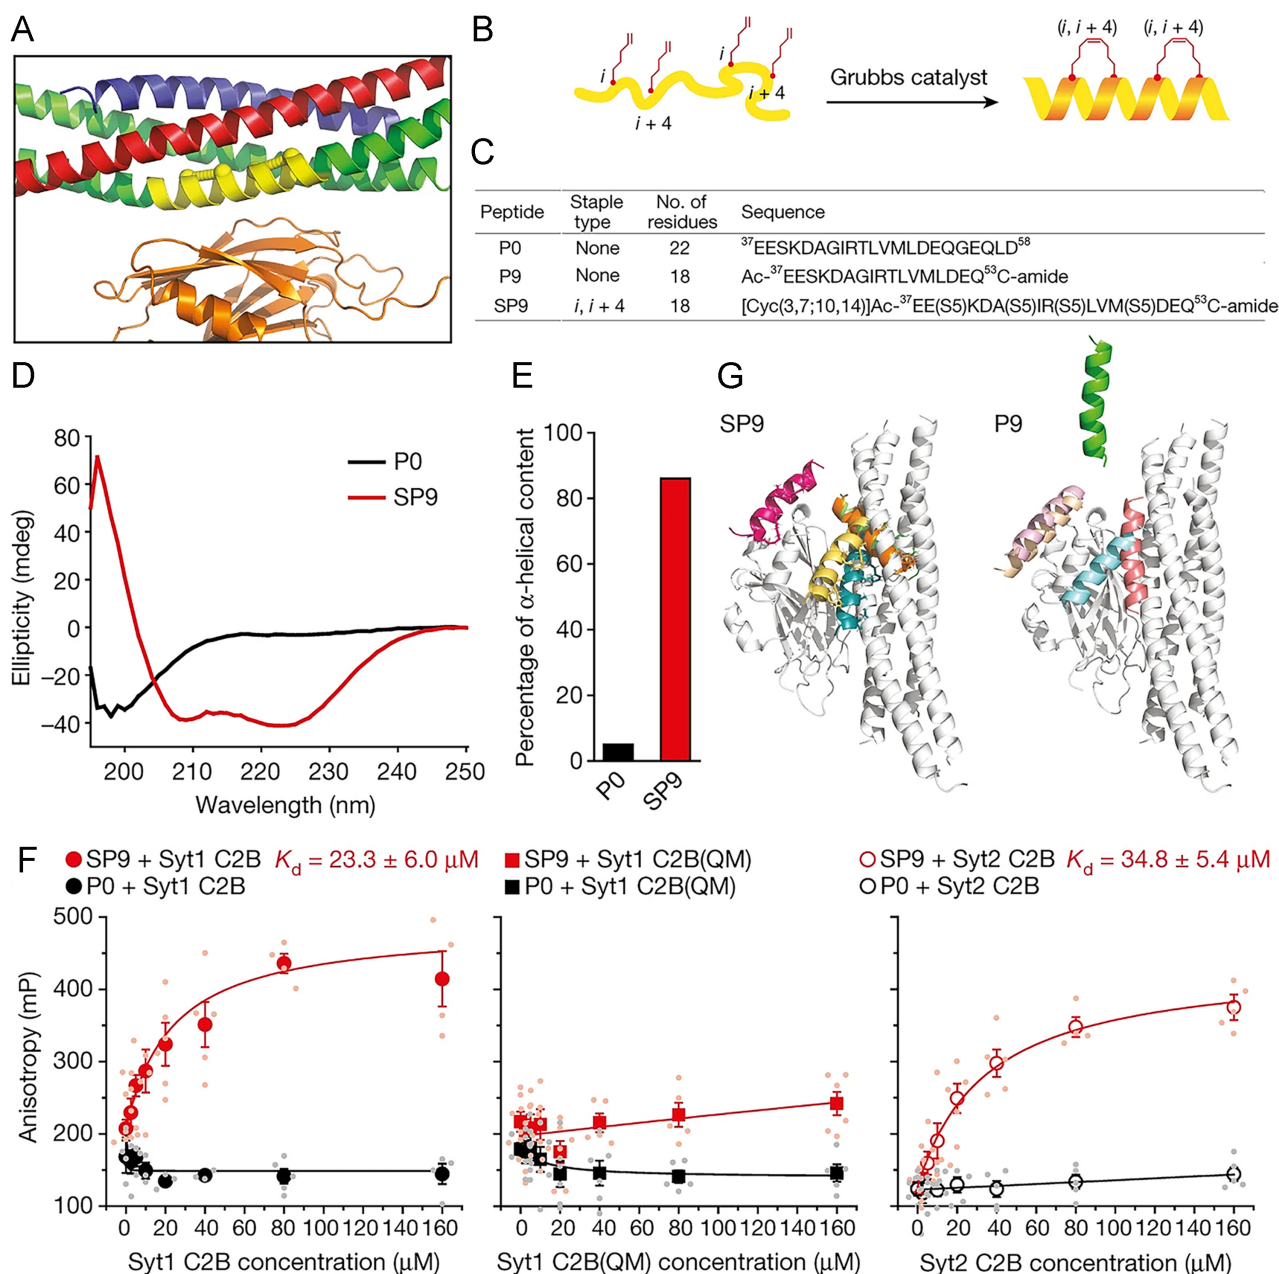 A
B
i
i + 4
i
i + 4
Grubbs catalyst
(i, i + 4)
(i, i + 4)
C
Peptide Staple type No. of residues Sequence
P0 None 22 ³⁷EESKDAGIRTLVMLDEQGEQLD⁵⁸
P9 None 18 Ac-³⁷EESKDAGIRTLVMLDEQ⁵³C-amide
SP9 i, i + 4 18 [Cyc(3,7;10,14)]Ac-³⁷EE(S5)KDA(S5)IR(S5)LVM(S5)DEQ⁵³C-amide
D
80
60
40
20
0
–20
–40
Ellipticity (mdeg)
P0
SP9
200 210 220 230 240 250
Wavelength (nm)
E
100
80
60
40
20
0
Percentage of α-helical content
P0
SP9
G
SP9
P9
F
SP9 + Syt1 C2B Kd = 23.3 ± 6.0 μM
P0 + Syt1 C2B
SP9 + Syt1 C2B(QM)
P0 + Syt1 C2B(QM)
SP9 + Syt2 C2B Kd = 34.8 ± 5.4 μM
P0 + Syt2 C2B
500
400
300
200
100
Anisotropy (mP)
0 20 40 60 80 100 120 140 160
Syt1 C2B concentration (μM)
0 20 40 60 80 100 120 140 160
Syt1 C2B(QM) concentration (μM)
0 20 40 60 80 100 120 140 160
Syt2 C2B concentration (μM)